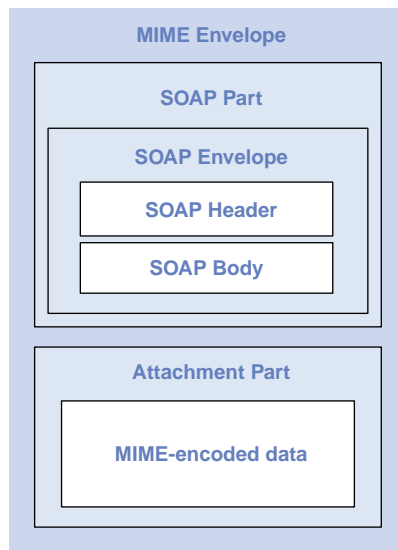 MIME Envelope
SOAP Part
SOAP Envelope
SOAP Header
SOAP Body
Attachment Part
MIME-encoded data